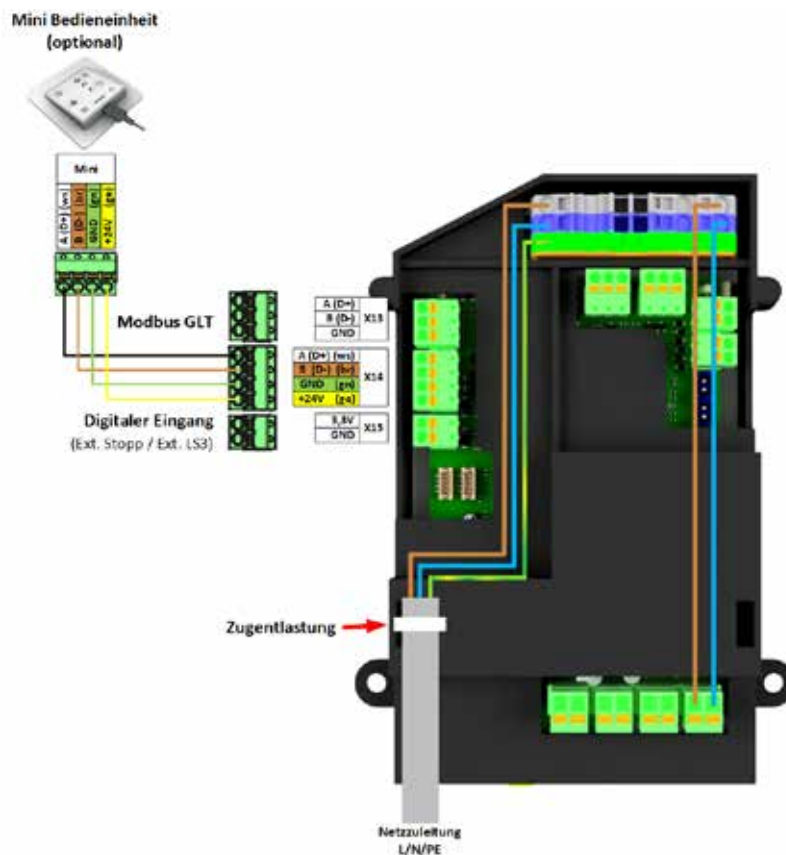 Mini Bedieneinheit
(optional)
Mini
A (D+) (ws)
B (D-) (br)
GND (gn)
+24V (ge)
Modbus GLT
A (D+)
B (D-)
GND
X13
A (D+) (ws)
B (D-) (br)
GND (gn)
+24V (ge)
X14
Digitaler Eingang
(Ext. Stopp / Ext. LS3)
3,3V
GND
X15
Zugentlastung
Netzzuleitung
L/N/PE